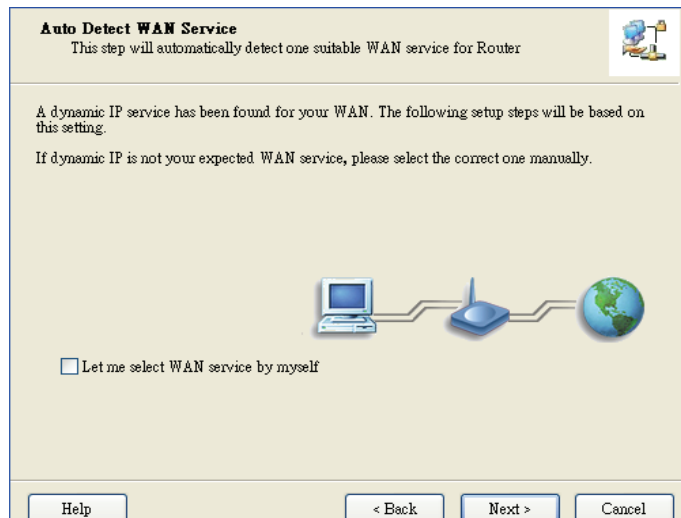 Auto Detect WAN Service
This step will automatically detect one suitable WAN service for Router
A dynamic IP service has been found for your WAN. The following setup steps will be based on
this setting.
If dynamic IP is not your expected WAN service, please select the correct one manually.
Let me select WAN service by myself
Help
< Back
Next >
Cancel